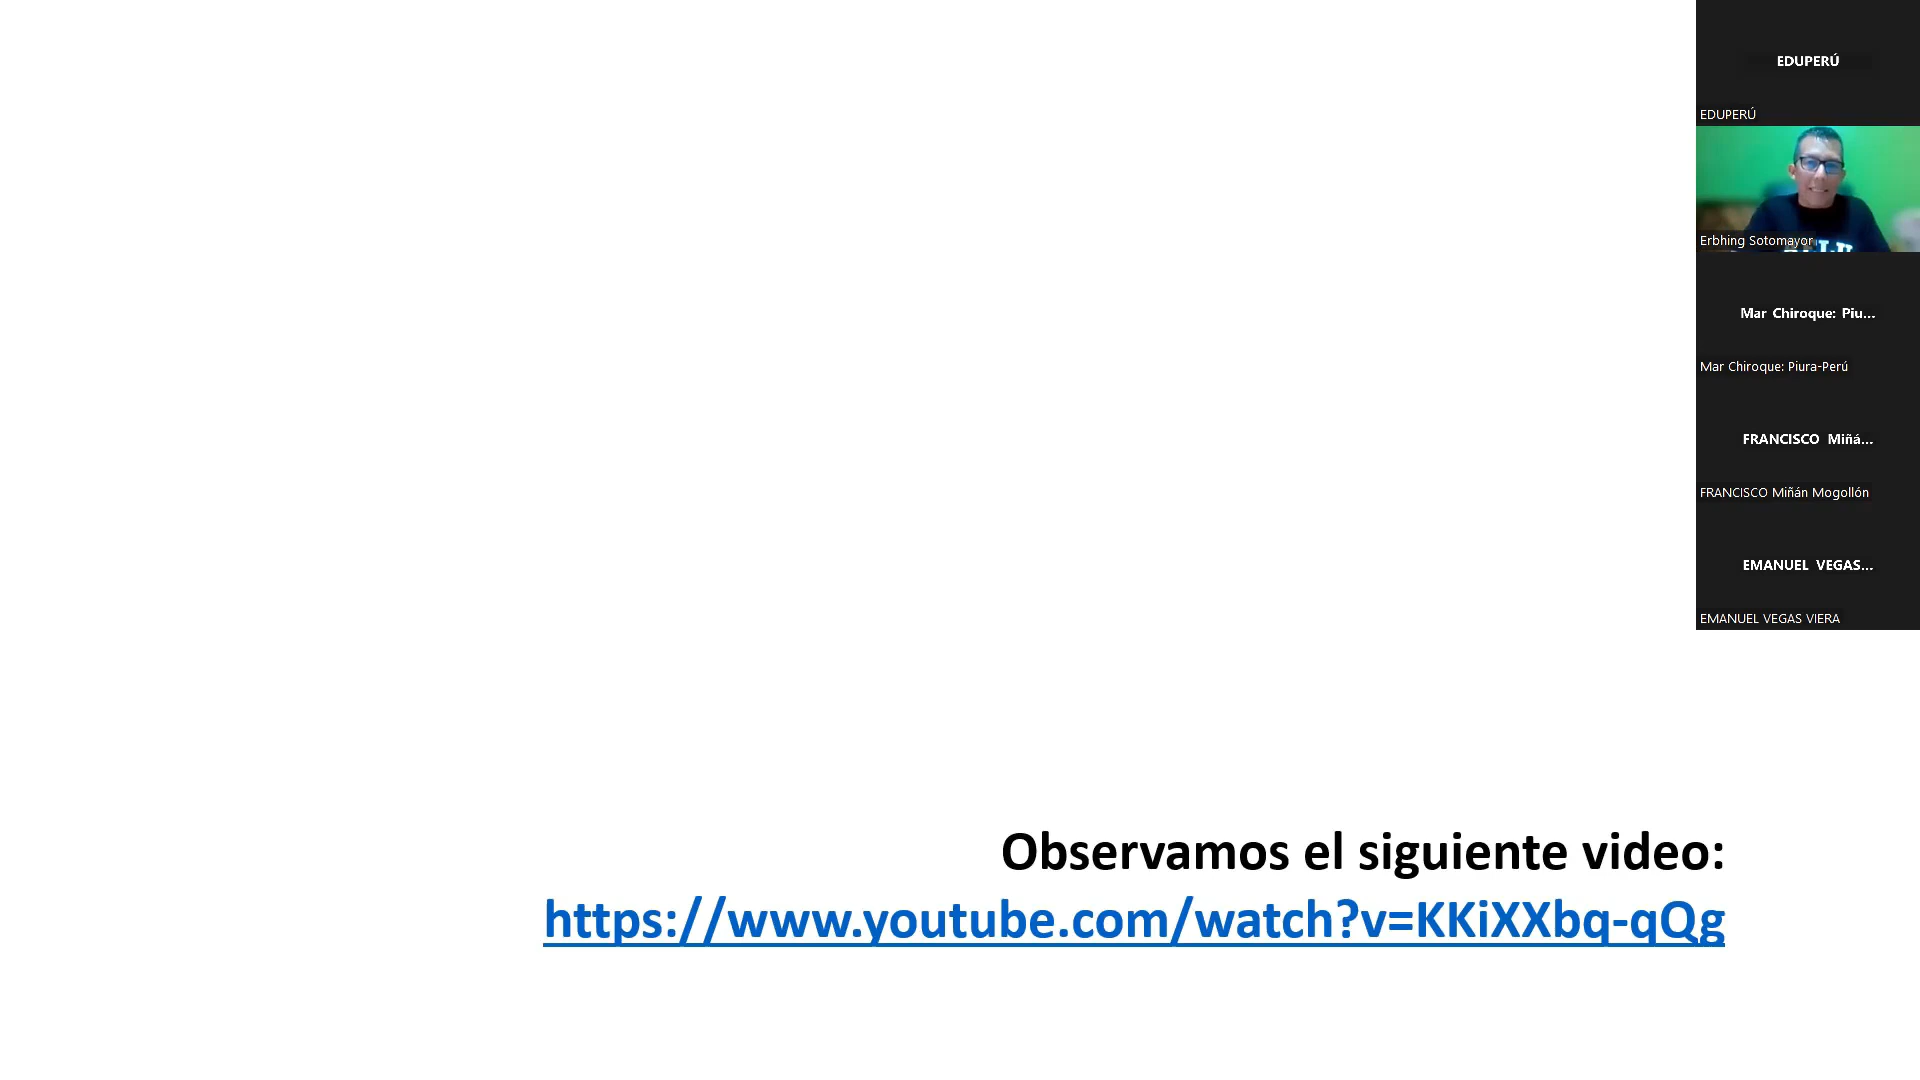 EDUPERÚ
EDUPERÚ
Erbhing Sotomayor
Mar Chiroque: Piu...
Mar Chiroque: Piura-Perú
FRANCISCO Miñá...
FRANCISCO Miñán Mogollón
EMANUEL VEGAS...
EMANUEL VEGAS VIERA
Observamos el siguiente video:
https://www.youtube.com/watch?v=KKiXXbq-qQg